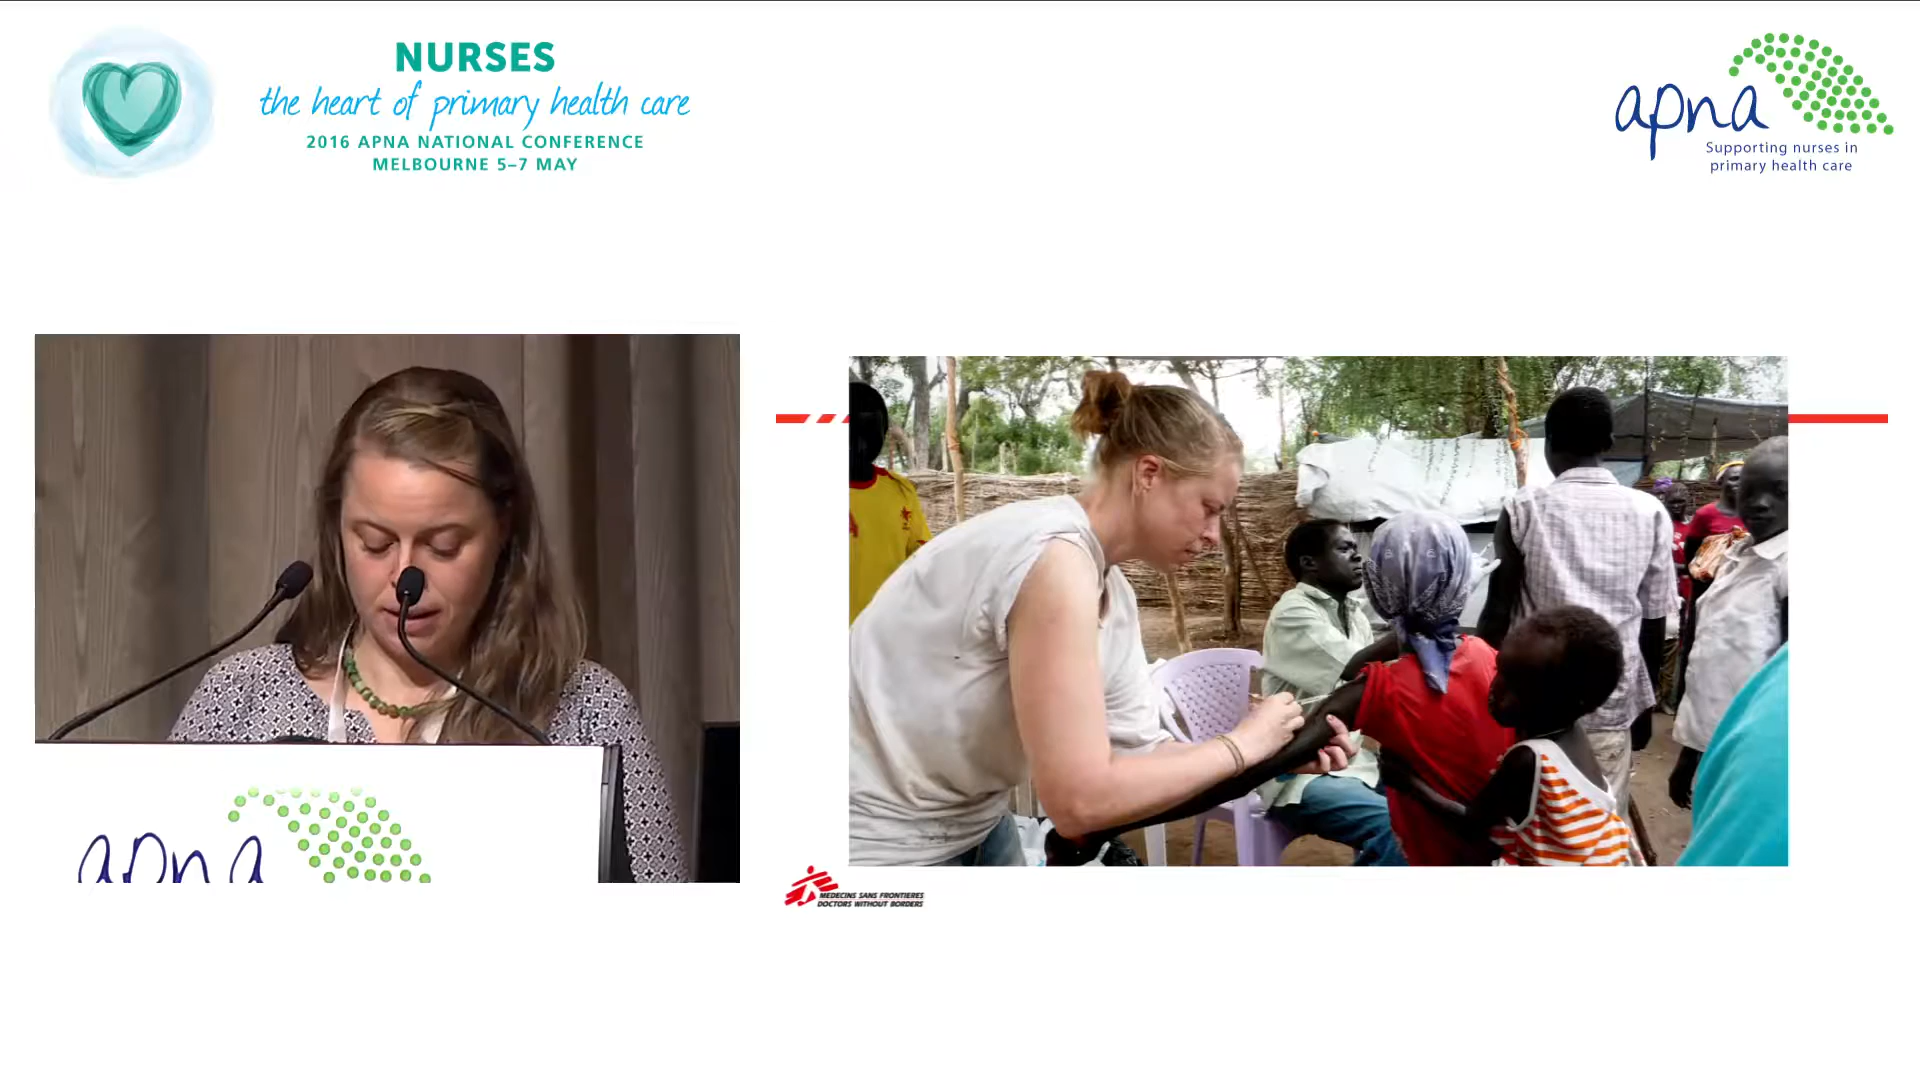 NURSES
the heart of primary health care
2016 APNA NATIONAL CONFERENCE
MELBOURNE 5–7 MAY
apna
Supporting nurses in
primary health care
apna
MEDECINS SANS FRONTIERES
DOCTORS WITHOUT BORDERS